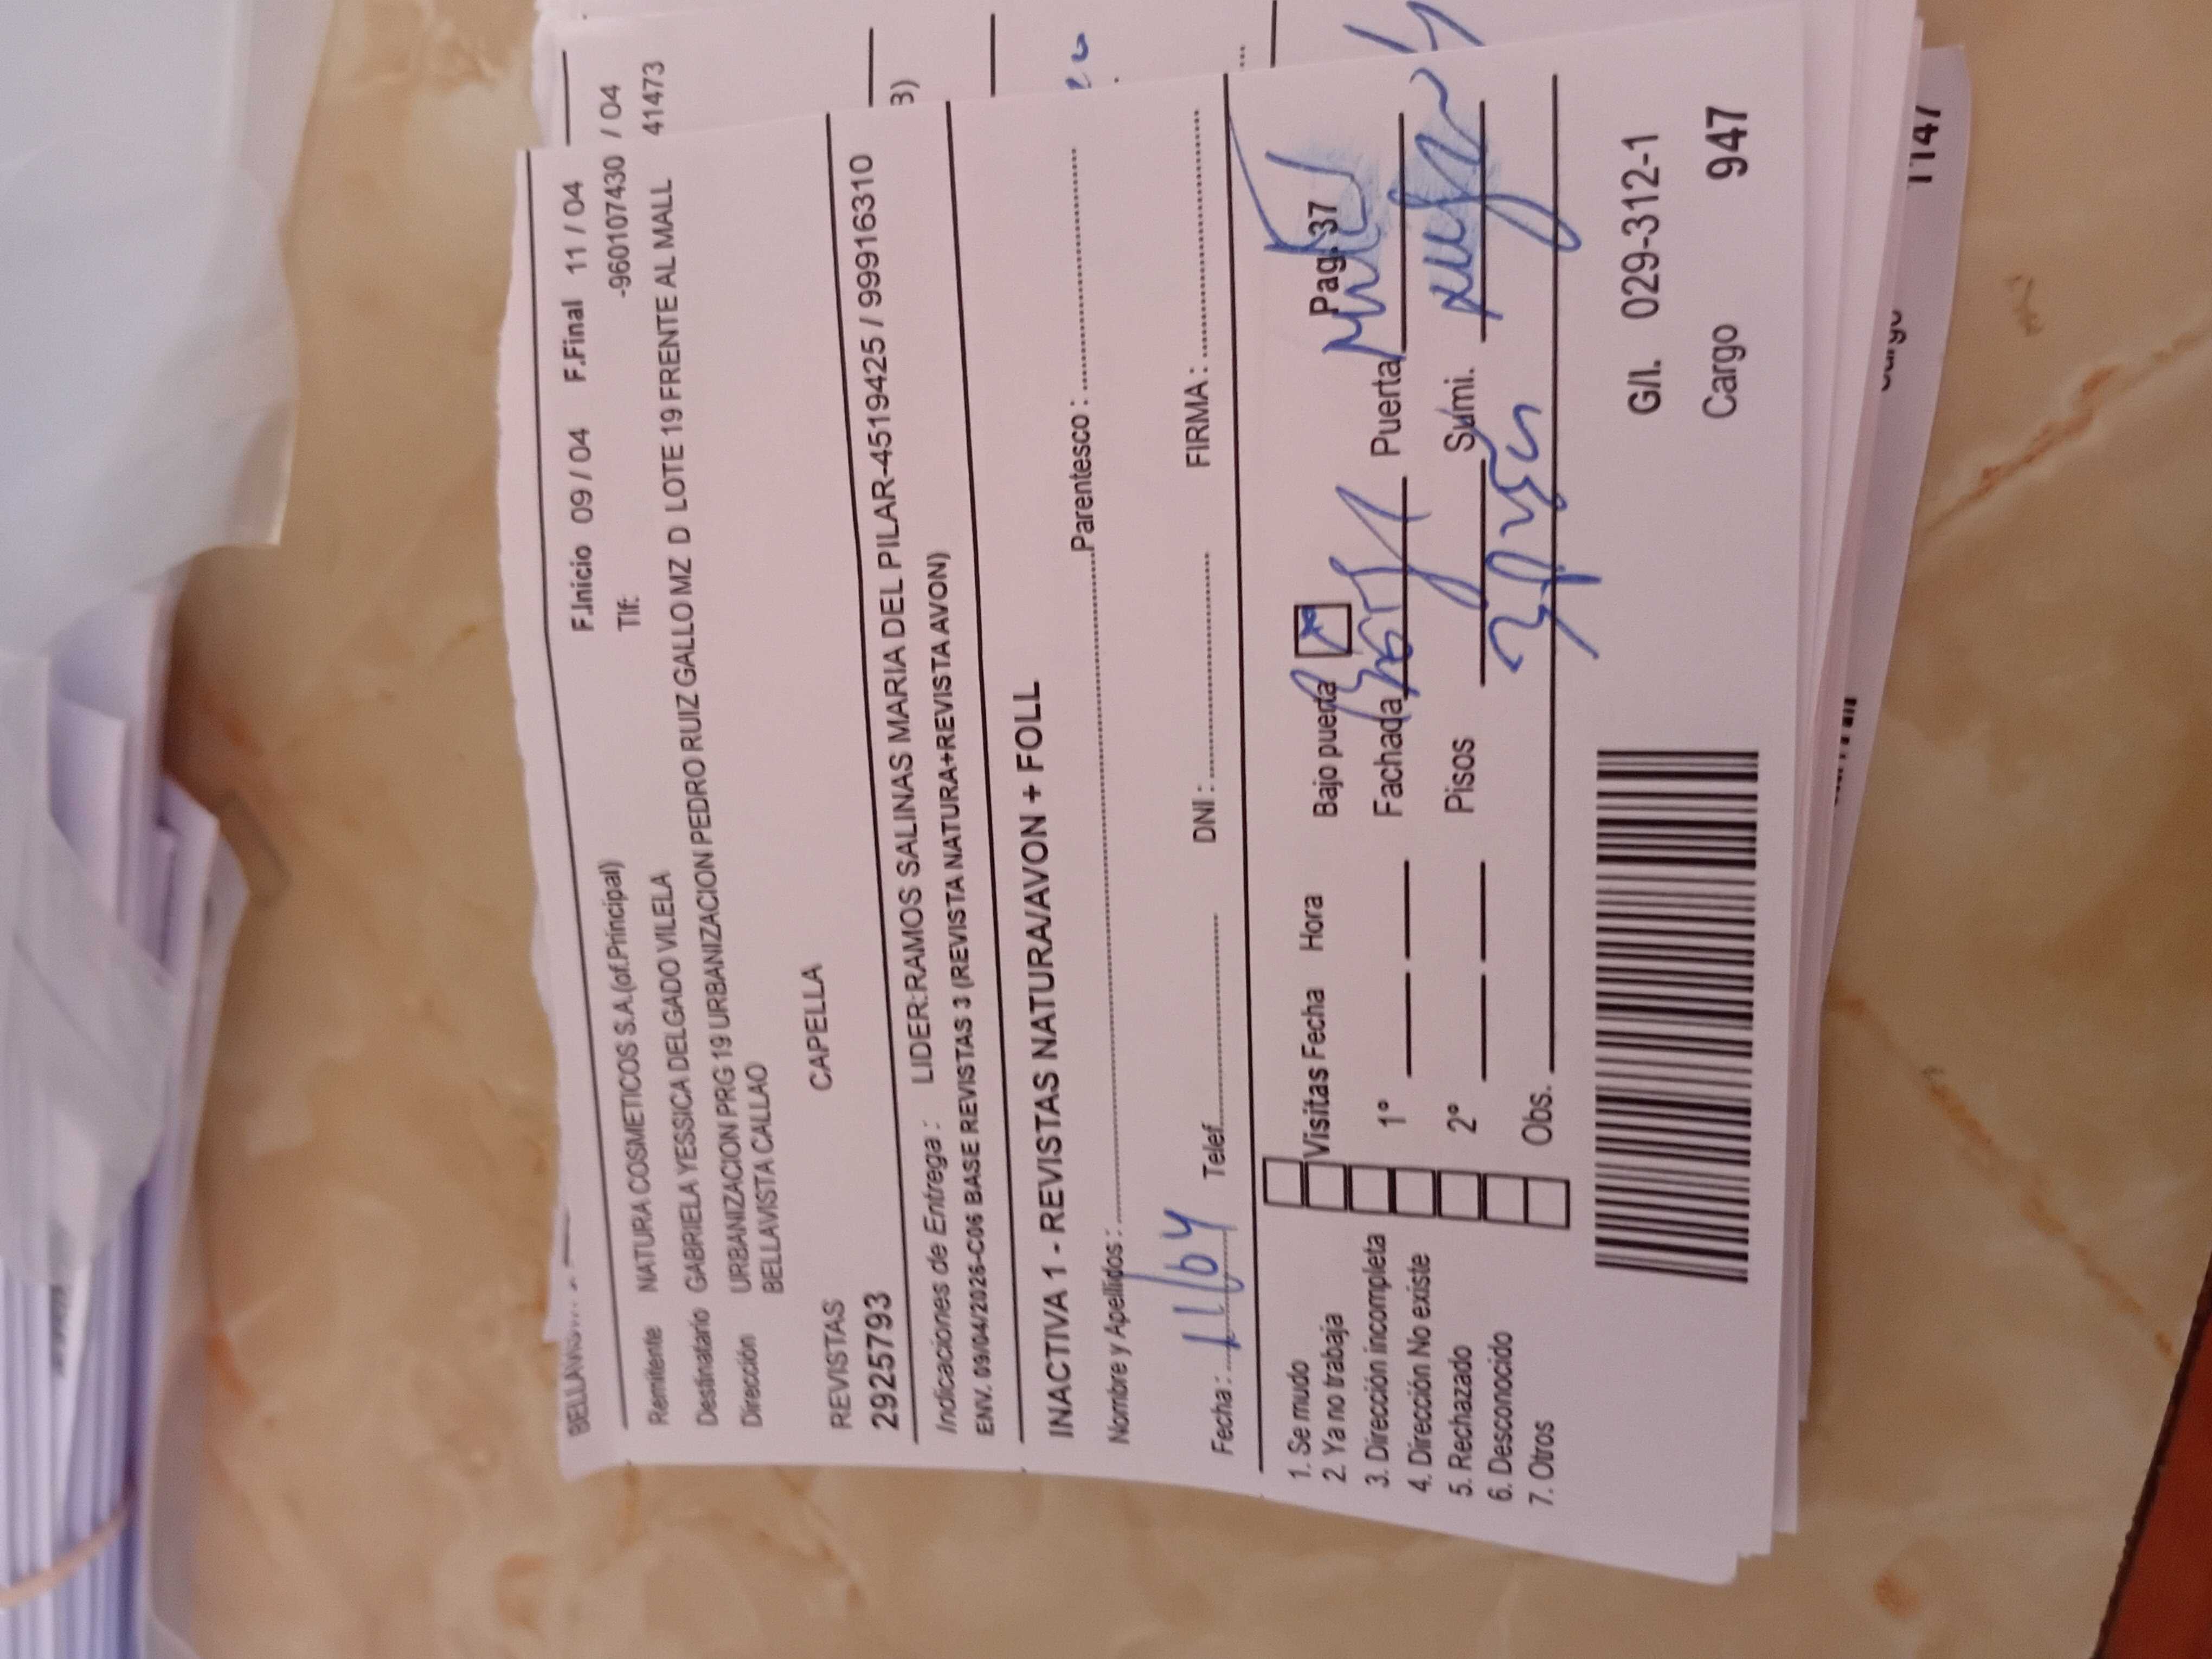 F.Inicio 09 / 04 F.Final 11 / 04
Remitente NATURA COSMETICOS S.A.(of.Principal) Tlf: -960107430 / 04
Destinatario GABRIELA YESSICA DELGADO VILELA 41473
Dirección URBANIZACION PRG 19 URBANIZACION PEDRO RUIZ GALLO MZ D LOTE 19 FRENTE AL MALL
BELLAVISTA CALLAO
CAPELLA
REVISTAS
2925793
Indicaciones de Entrega : LIDER:RAMOS SALINAS MARIA DEL PILAR-4519425 / 99916310
ENV. 09/04/2026-C06 BASE REVISTAS 3 (REVISTA NATURA+REVISTA AVON)
INACTIVA 1 - REVISTAS NATURA/AVON + FOLL
Nombre y Apellidos : Parentesco :
Fecha : 11/04 Telef. DNI : FIRMA :
1. Se mudo
2. Ya no trabaja
3. Dirección incompleta
4. Dirección No existe
5. Rechazado
6. Desconocido
7. Otros
Visitas Fecha Hora Bajo puerta Pag. 37
1º Fachada Puerta
2º Pisos Sumi.
Obs.
G/I. 029-312-1
Cargo 947